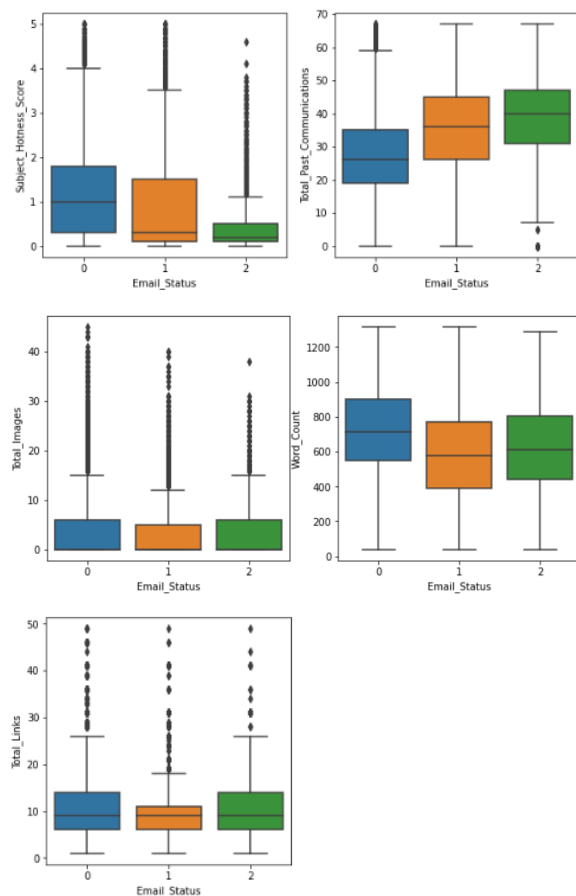 Subject_Hotness_Score
5
4
3
2
1
0
0 1 2
Email_Status
Total_Past_Communications
70
60
50
40
30
20
10
0
0 1 2
Email_Status
Total_Images
40
30
20
10
0
0 1 2
Email_Status
Word_Count
1200
1000
800
600
400
200
0
0 1 2
Email_Status
Total_Links
50
40
30
20
10
0
0 1 2
Email_Status